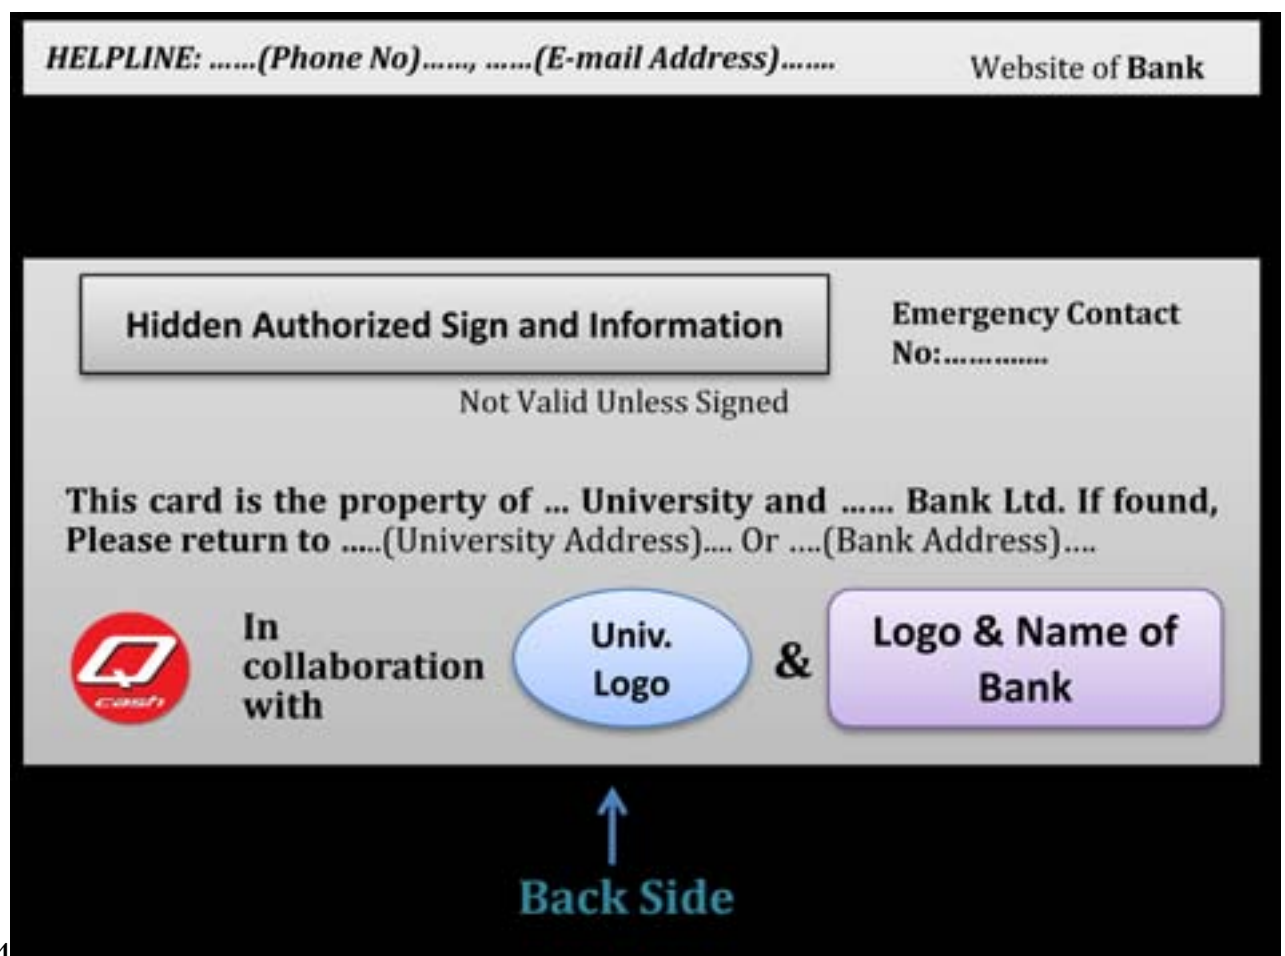 HELPLINE: ......(Phone No)......, ......(E-mail Address).......
Website of Bank
Hidden Authorized Sign and Information
Emergency Contact
No:.............
Not Valid Unless Signed
This card is the property of ... University and ...... Bank Ltd. If found,
Please return to .....(University Address).... Or ....(Bank Address)....
Q
cash
In
collaboration
with
Univ.
Logo
&
Logo & Name of
Bank
Back Side